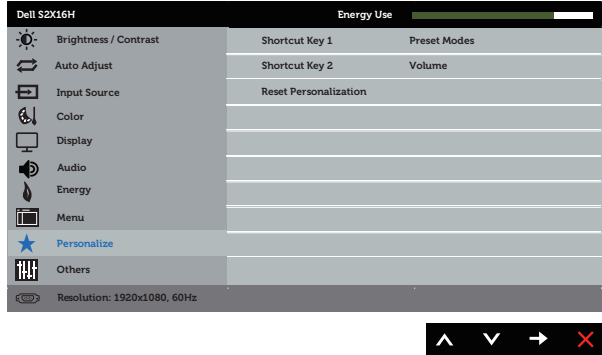 Dell S2X16H Energy Use
Brightness / Contrast Shortcut Key 1 Preset Modes
Auto Adjust Shortcut Key 2 Volume
Input Source Reset Personalization
Color
Display
Audio
Energy
Menu
Personalize
Others
Resolution: 1920x1080, 60Hz